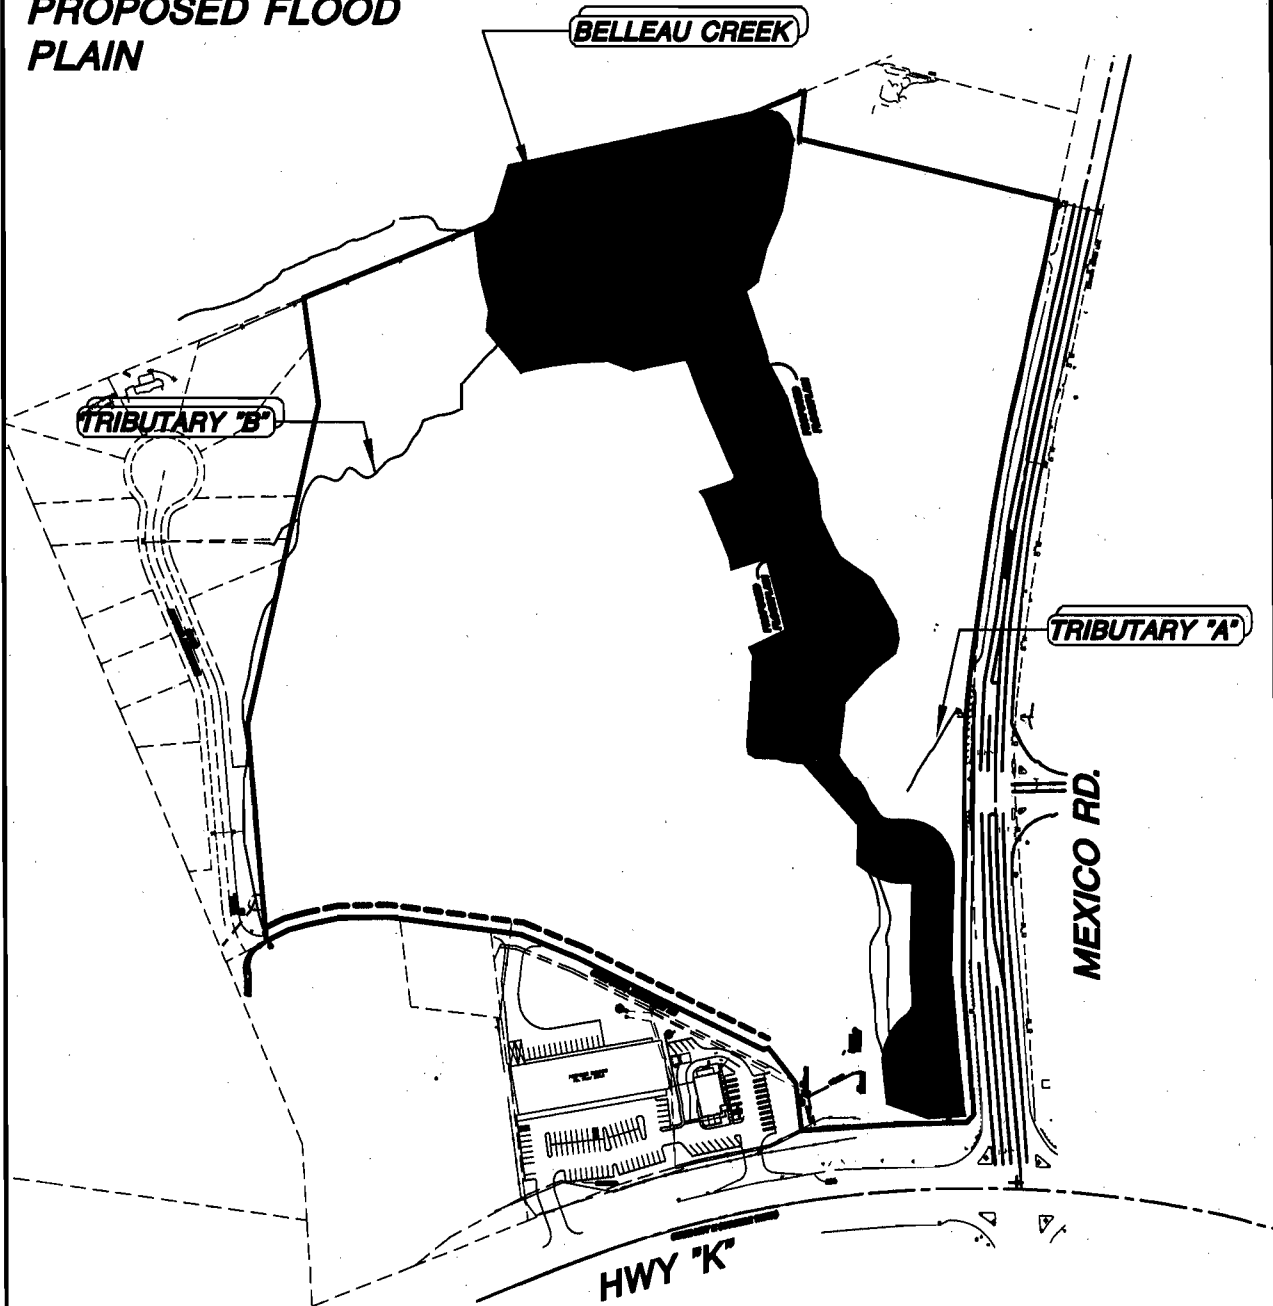 PROPOSED FLOOD
PLAIN
BELLEAU CREEK
TRIBUTARY "B"
TRIBUTARY "A"
MEXICO RD.
HWY "K"